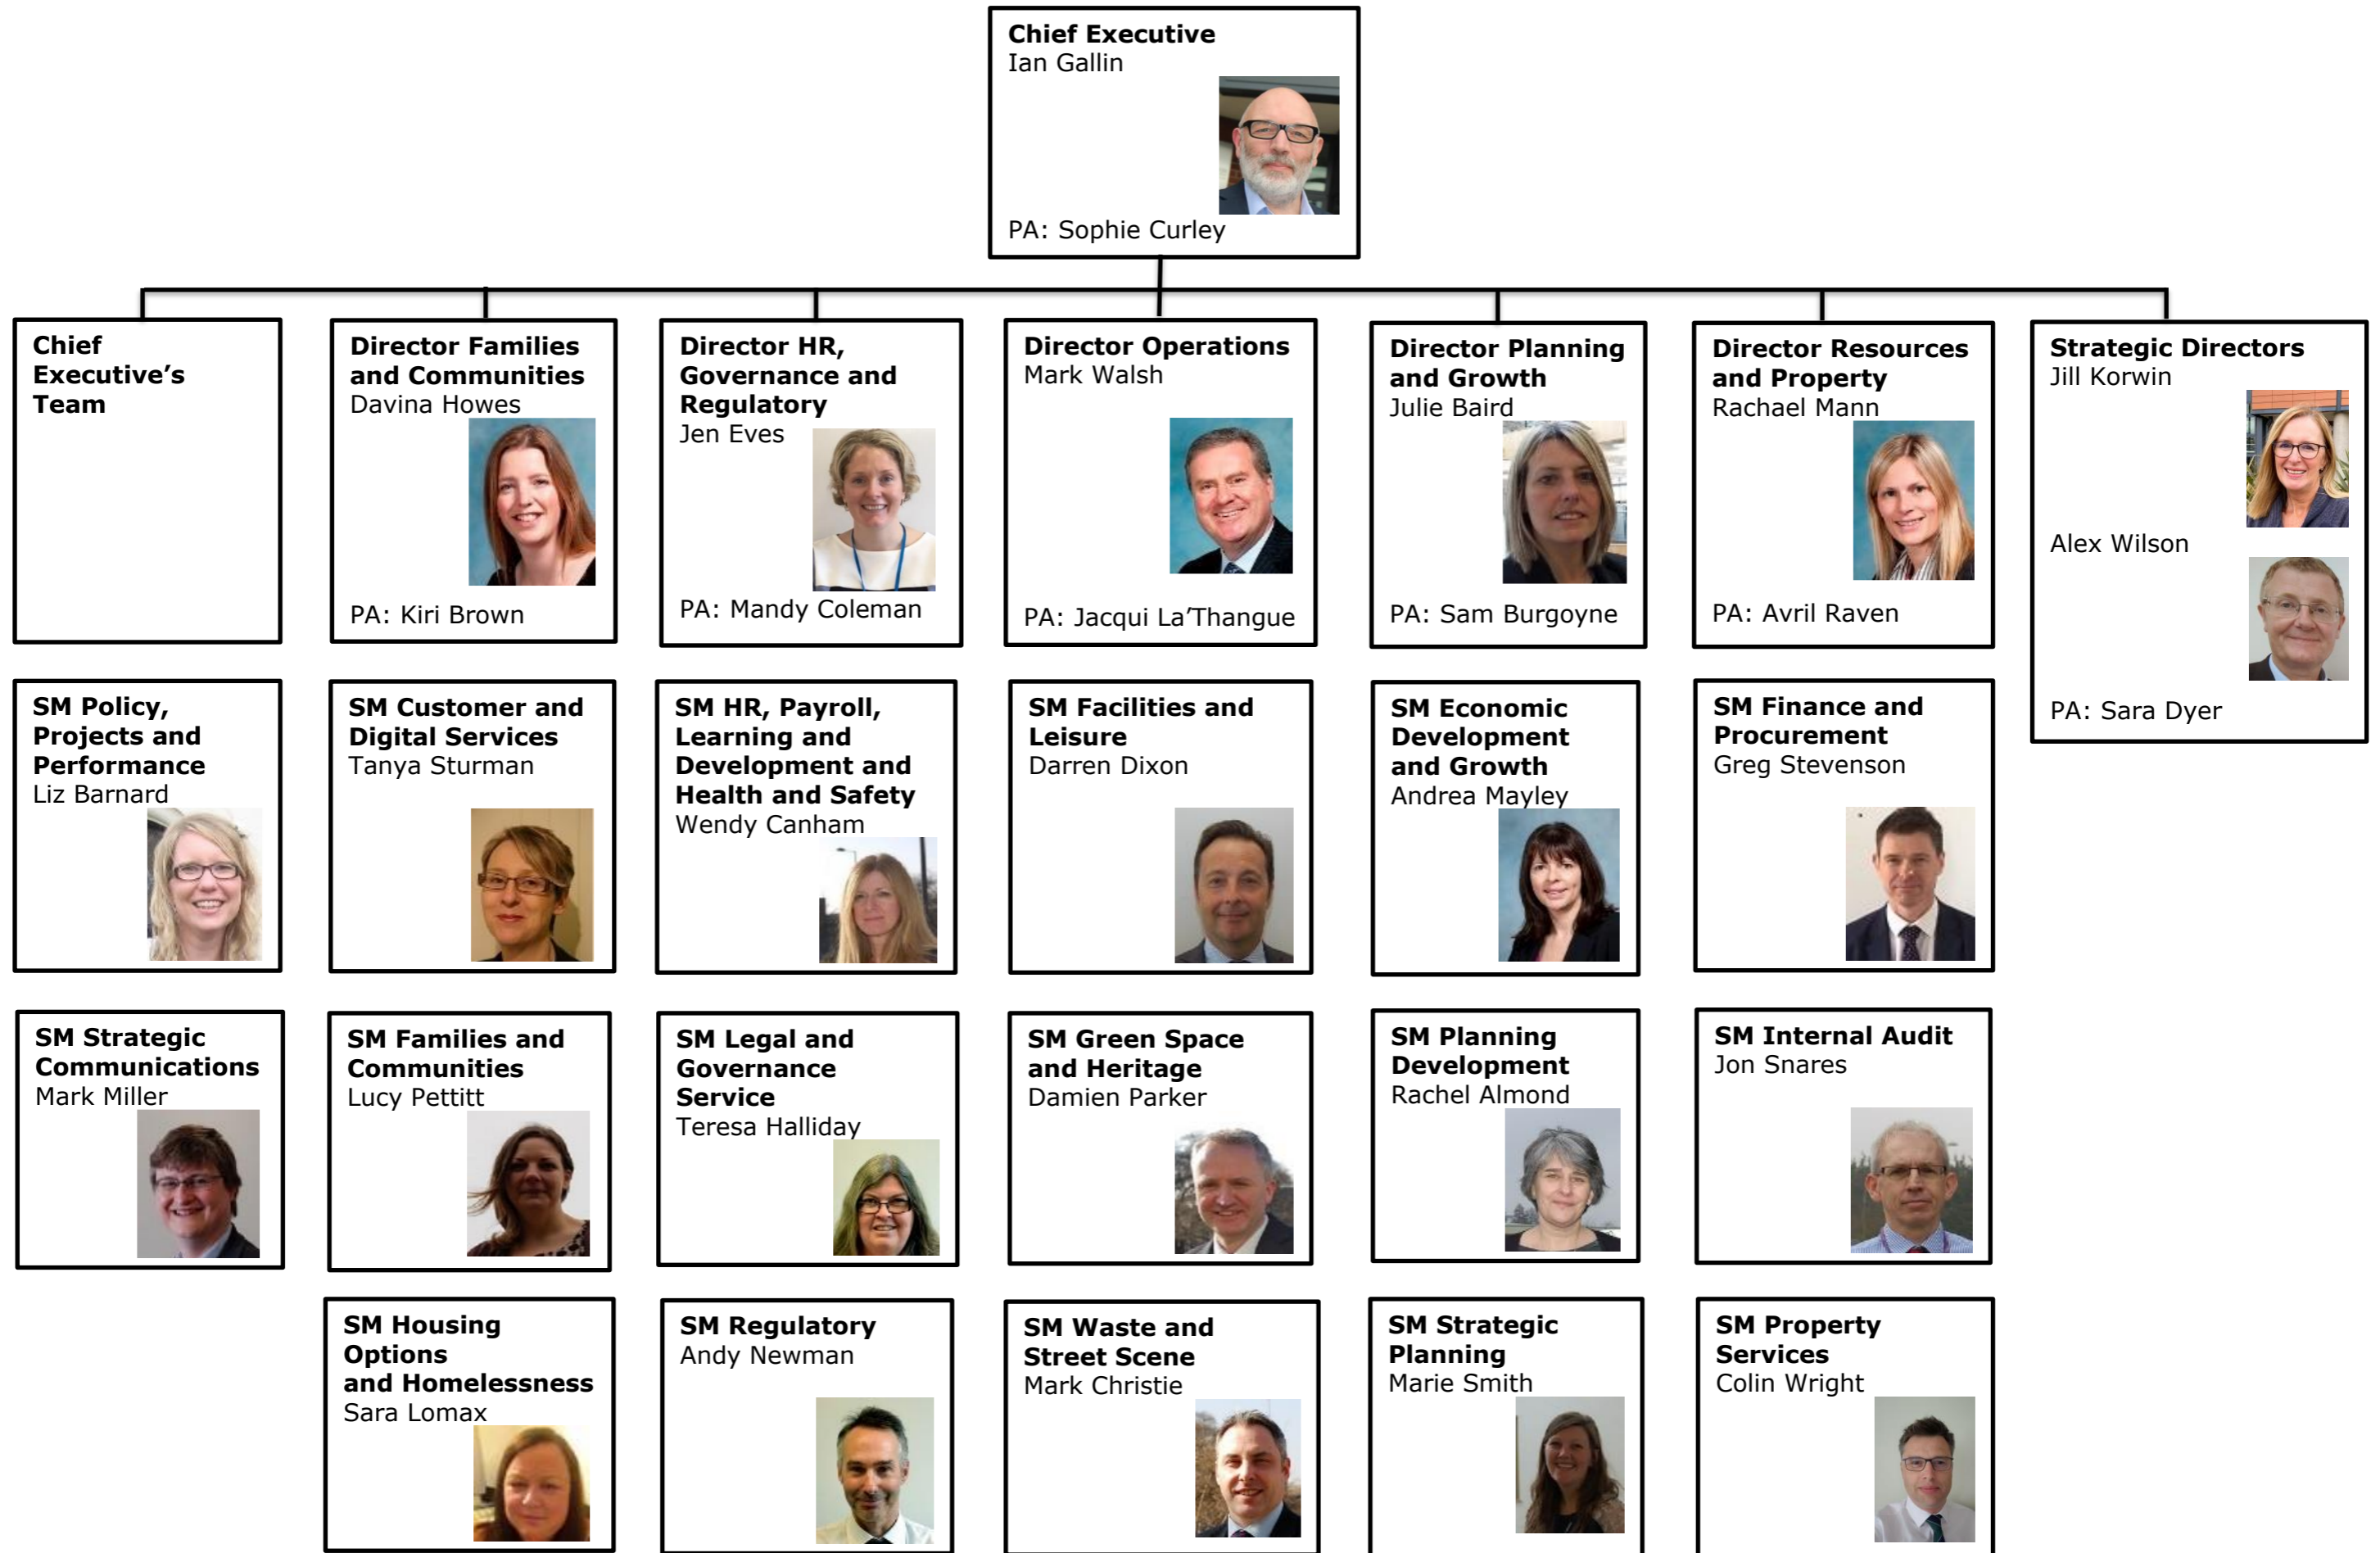 Chief Executive
Ian Gallin
PA: Sophie Curley
Chief
Executive’s
Team
Director Families
and Communities
Davina Howes
PA: Kiri Brown
Director HR,
Governance and
Regulatory
Jen Eves
PA: Mandy Coleman
Director Operations
Mark Walsh
PA: Jacqui La’Thangue
Director Planning
and Growth
Julie Baird
PA: Sam Burgoyne
Director Resources
and Property
Rachael Mann
PA: Avril Raven
Strategic Directors
Jill Korwin
Alex Wilson
PA: Sara Dyer
SM Policy,
Projects and
Performance
Liz Barnard
SM Customer and
Digital Services
Tanya Sturman
SM HR, Payroll,
Learning and
Development and
Health and Safety
Wendy Canham
SM Facilities and
Leisure
Darren Dixon
SM Economic
Development
and Growth
Andrea Mayley
SM Finance and
Procurement
Greg Stevenson
SM Strategic
Communications
Mark Miller
SM Families and
Communities
Lucy Pettitt
SM Legal and
Governance
Service
Teresa Halliday
SM Green Space
and Heritage
Damien Parker
SM Planning
Development
Rachel Almond
SM Internal Audit
Jon Snares
SM Housing
Options
and Homelessness
Sara Lomax
SM Regulatory
Andy Newman
SM Waste and
Street Scene
Mark Christie
SM Strategic
Planning
Marie Smith
SM Property
Services
Colin Wright